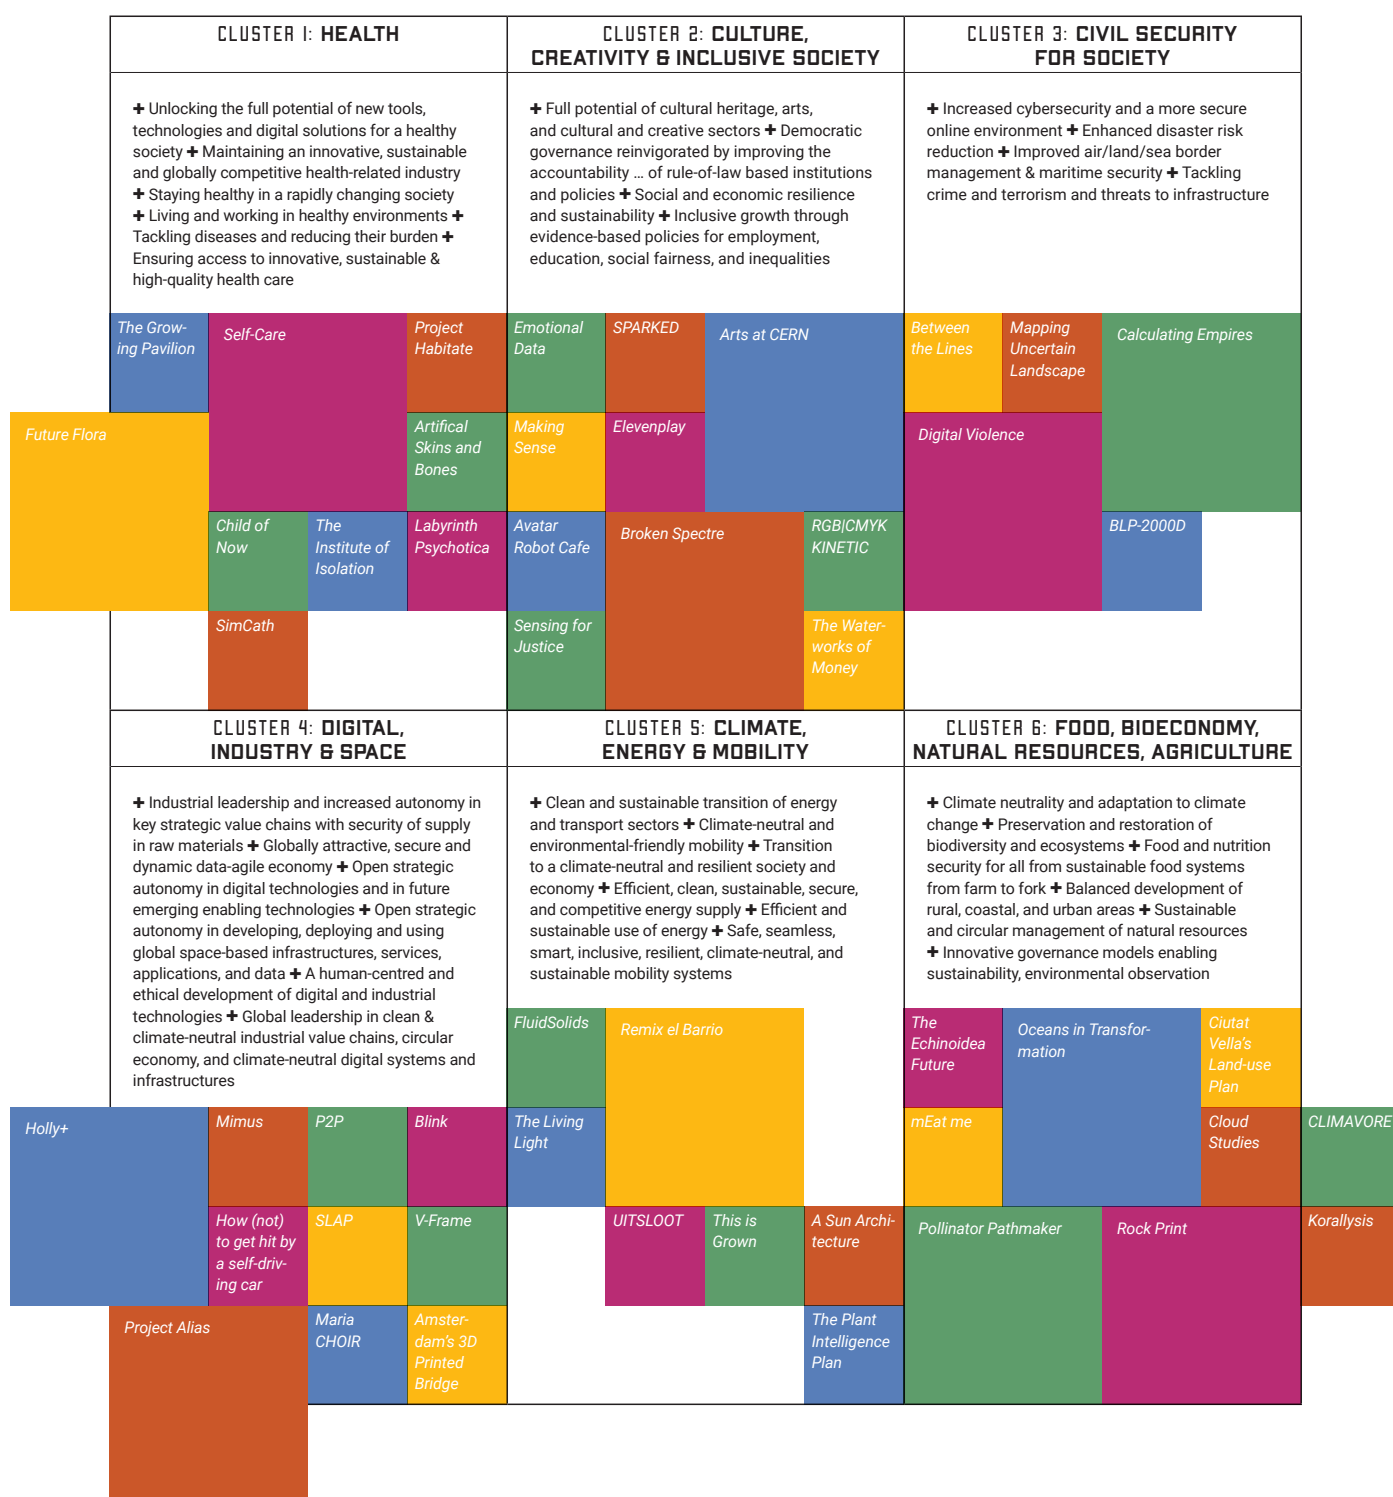 CLUSTER 1: HEALTH
✚ Unlocking the full potential of new tools,
technologies and digital solutions for a healthy
society ✚ Maintaining an innovative, sustainable
and globally competitive health-related industry
✚ Staying healthy in a rapidly changing society
✚ Living and working in healthy environments ✚
Tackling diseases and reducing their burden ✚
Ensuring access to innovative, sustainable &
high-quality health care
The Grow-
ing Pavilion
Self-Care
Project
Habitate
Future Flora
Artifical
Skins and
Bones
Child of
Now
The
Institute of
Isolation
Labyrinth
Psychotica
SimCath
CLUSTER 2: CULTURE,
CREATIVITY & INCLUSIVE SOCIETY
✚ Full potential of cultural heritage, arts,
and cultural and creative sectors ✚ Democratic
governance reinvigorated by improving the
accountability ... of rule-of-law based institutions
and policies ✚ Social and economic resilience
and sustainability ✚ Inclusive growth through
evidence-based policies for employment,
education, social fairness, and inequalities
Emotional
Data
SPARKED
Arts at CERN
Making
Sense
Elevenplay
Avatar
Robot Cafe
Broken Spectre
RGB|CMYK
KINETIC
Sensing for
Justice
The Water-
works of
Money
CLUSTER 3: CIVIL SECURITY
FOR SOCIETY
✚ Increased cybersecurity and a more secure
online environment ✚ Enhanced disaster risk
reduction ✚ Improved air/land/sea border
management & maritime security ✚ Tackling
crime and terrorism and threats to infrastructure
Between
the Lines
Mapping
Uncertain
Landscape
Calculating Empires
Digital Violence
BLP-2000D
CLUSTER 4: DIGITAL,
INDUSTRY & SPACE
✚ Industrial leadership and increased autonomy in
key strategic value chains with security of supply
in raw materials ✚ Globally attractive, secure and
dynamic data-agile economy ✚ Open strategic
autonomy in digital technologies and in future
emerging enabling technologies ✚ Open strategic
autonomy in developing, deploying and using
global space-based infrastructures, services,
applications, and data ✚ A human-centred and
ethical development of digital and industrial
technologies ✚ Global leadership in clean &
climate-neutral industrial value chains, circular
economy, and climate-neutral digital systems and
infrastructures
Holly+
Mimus
P2P
Blink
How (not)
to get hit by
a self-driv-
ing car
SLAP
V-Frame
Project Alias
Maria
CHOIR
Amster-
dam's 3D
Printed
Bridge
CLUSTER 5: CLIMATE,
ENERGY & MOBILITY
✚ Clean and sustainable transition of energy
and transport sectors ✚ Climate-neutral and
environmental-friendly mobility ✚ Transition
to a climate-neutral and resilient society and
economy ✚ Efficient, clean, sustainable, secure,
and competitive energy supply ✚ Efficient and
sustainable use of energy ✚ Safe, seamless,
smart, inclusive, resilient, climate-neutral, and
sustainable mobility systems
FluidSolids
Remix el Barrio
The Living
Light
UITSLOOT
This is
Grown
A Sun Archi-
tecture
The Plant
Intelligence
Plan
CLUSTER 6: FOOD, BIOECONOMY,
NATURAL RESOURCES, AGRICULTURE
✚ Climate neutrality and adaptation to climate
change ✚ Preservation and restoration of
biodiversity and ecosystems ✚ Food and nutrition
security for all from sustainable food systems
from farm to fork ✚ Balanced development of
rural, coastal, and urban areas ✚ Sustainable
and circular management of natural resources
✚ Innovative governance models enabling
sustainability, environmental observation
The
Echinoidea
Future
Oceans in Transfor-
mation
Ciutat
Vella's
Land-use
Plan
mEat me
Cloud
Studies
CLIMAVORE
Pollinator Pathmaker
Rock Print
Korallysis